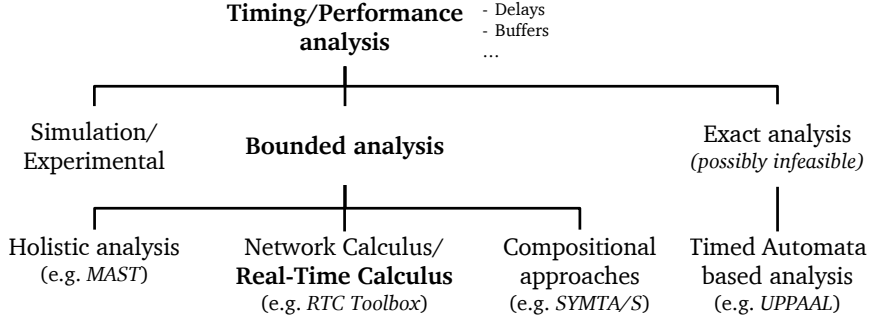 Timing/Performance
analysis
- Delays
- Buffers
...
Simulation/
Experimental
Bounded analysis
Exact analysis
(possibly infeasible)
Holistic analysis
(e.g. MAST)
Network Calculus/
Real-Time Calculus
(e.g. RTC Toolbox)
Compositional
approaches
(e.g. SYMTA/S)
Timed Automata
based analysis
(e.g. UPPAAL)